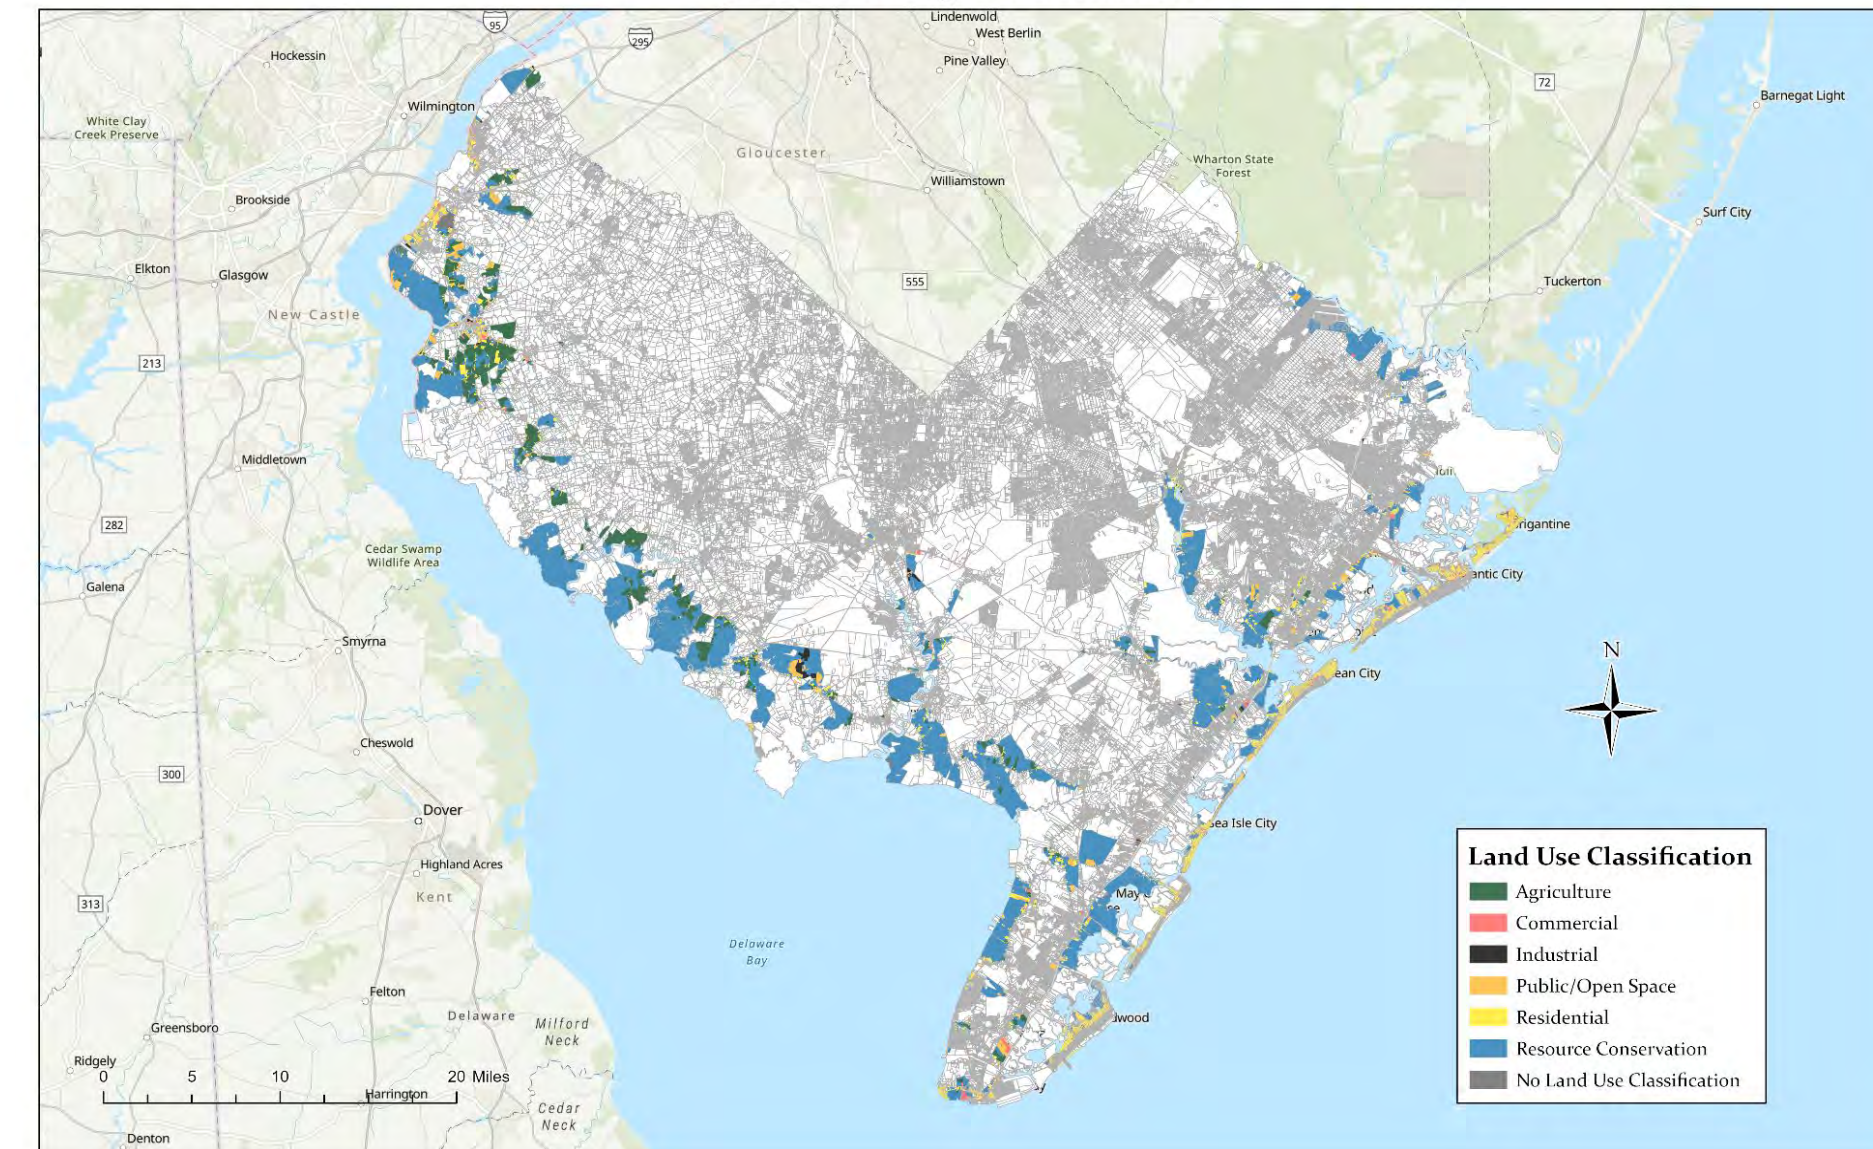 95
295
Lindenwold
West Berlin
Pine Valley
Hockessin
72
Barnegat Light
Wilmington
White Clay
Creek Preserve
Gloucester
Wharton State
Forest
Williamstown
Brookside
Surf City
Elkton
Glasgow
555
Tuckerton
New Castle
213
Middletown
282
rigantine
Cedar Swamp
Wildlife Area
antic City
Galena
Smyrna
N
ean City
Cheswold
300
Dover
Sea Isle City
Highland Acres
Kent
313
May
Delaware
Bay
Felton
Delaware
Milford
Neck
dwood
Greensboro
Ridgely
0 5 10 20 Miles
Harrington
Cedar
Neck
Denton
Land Use Classification
Agriculture
Commercial
Industrial
Public/Open Space
Residential
Resource Conservation
No Land Use Classification